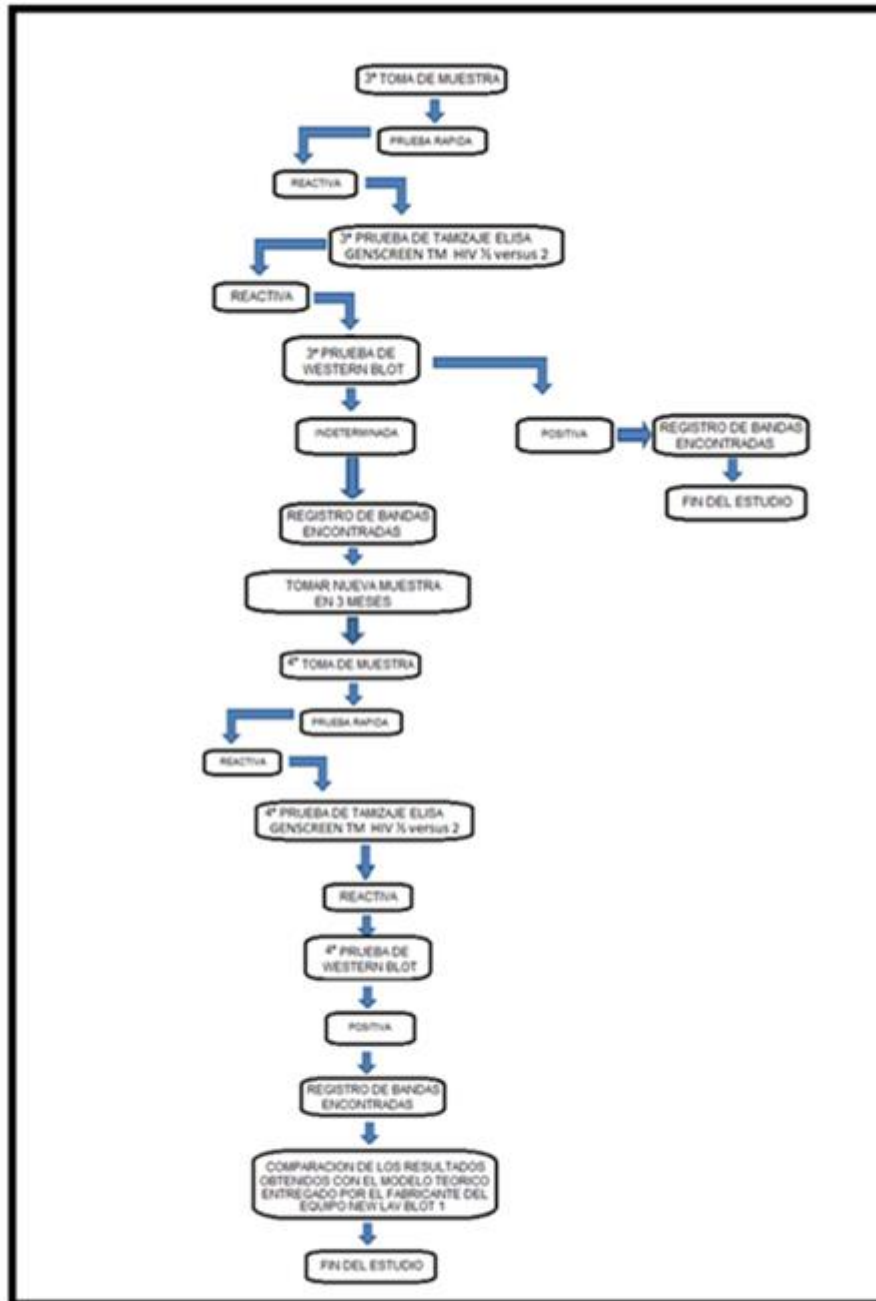 3ª TOMA DE MUESTRA
PRUEBA RAPIDA
REACTIVA
3ª PRUEBA DE TAMIZAJE ELISA
GENSCREEN TM HIV ½ versus 2
REACTIVA
3ª PRUEBA DE
WESTERN BLOT
INDETERMINADA
POSITIVA
REGISTRO DE BANDAS
ENCONTRADAS
FIN DEL ESTUDIO
REGISTRO DE BANDAS
ENCONTRADAS
TOMAR NUEVA MUESTRA
EN 3 MESES
4ª TOMA DE MUESTRA
PRUEBA RAPIDA
REACTIVA
4ª PRUEBA DE TAMIZAJE ELISA
GENSCREEN TM HIV ½ versus 2
REACTIVA
4ª PRUEBA DE
WESTERN BLOT
POSITIVA
REGISTRO DE BANDAS
ENCONTRADAS
COMPARACION DE LOS RESULTADOS
OBTENIDOS CON EL MODELO TEORICO
ENTREGADO POR EL FABRICANTE DEL
EQUIPO NEW LAV BLOT 1
FIN DEL ESTUDIO